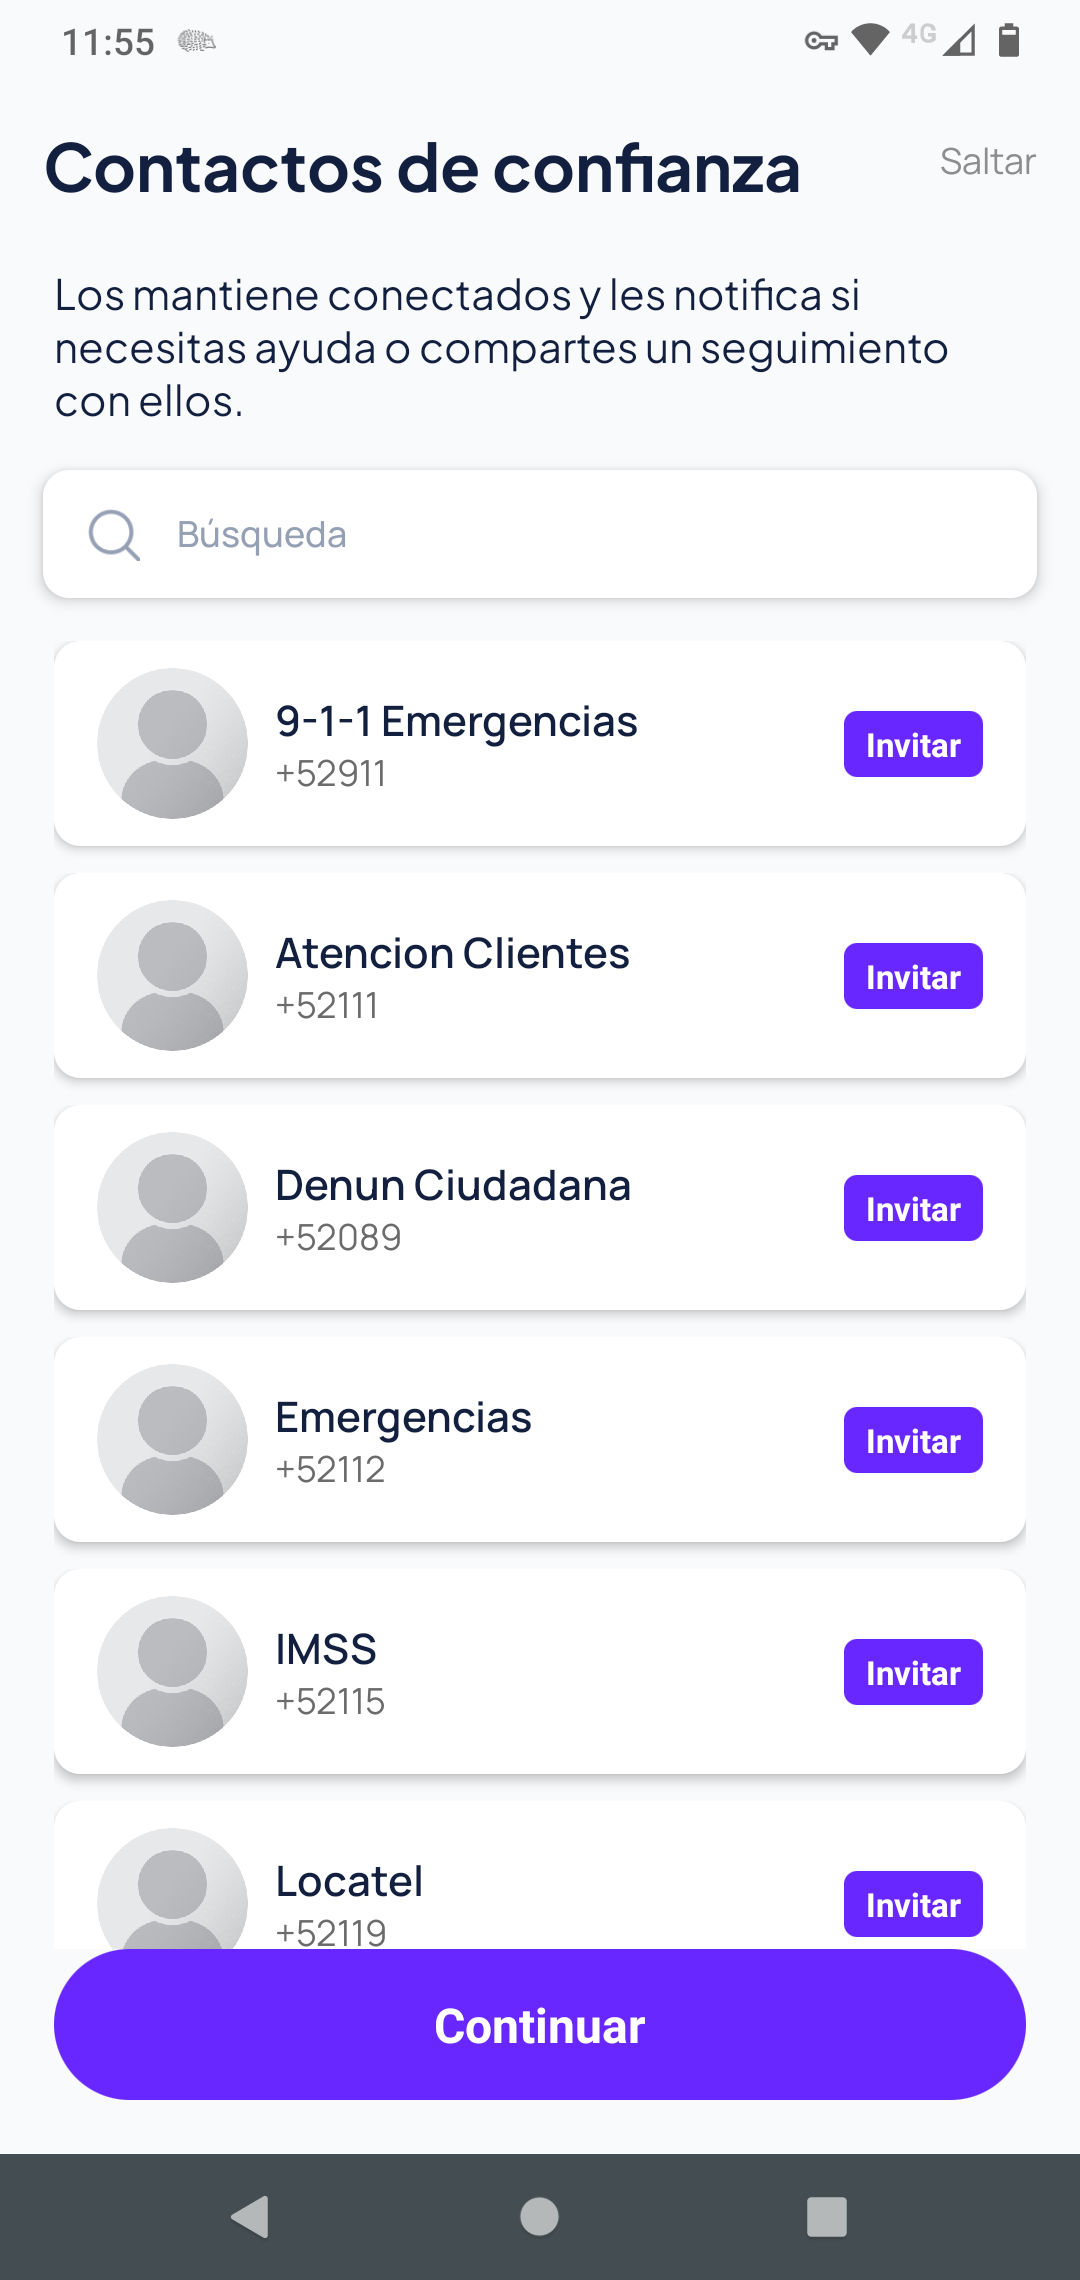 11:55
4G
Contactos de confianza
Saltar
Los mantiene conectados y les notifica si
necesitas ayuda o compartes un seguimiento
con ellos.
Búsqueda
9-1-1 Emergencias
+52911
Invitar
Atencion Clientes
+52111
Invitar
Denun Ciudadana
+52089
Invitar
Emergencias
+52112
Invitar
IMSS
+52115
Invitar
Locatel
+52119
Invitar
Continuar